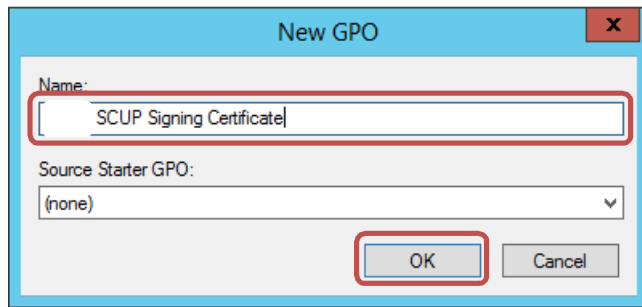 New GPO
x
Name:
SCUP Signing Certificate
Source Starter GPO:
(none)
OK Cancel